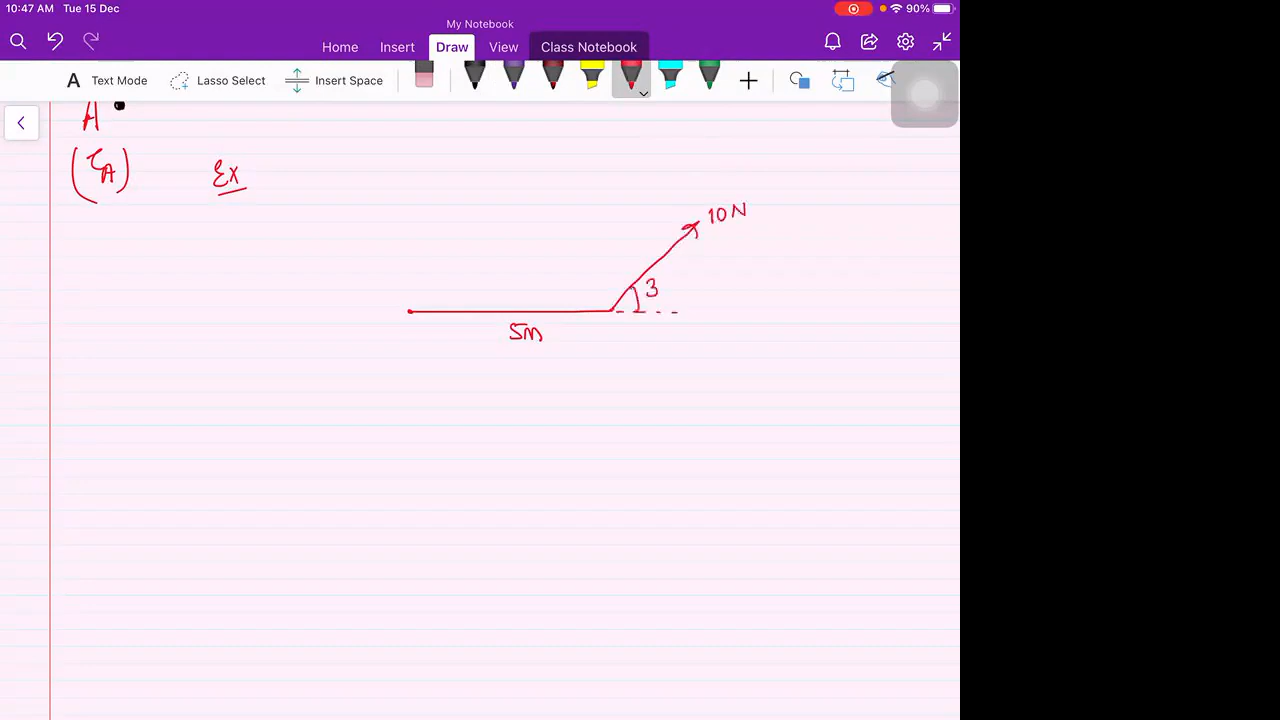 10:47 AM Tue 15 Dec
90%
My Notebook
Home Insert Draw View Class Notebook
A Text Mode Lasso Select Insert Space
A
(τA) Ex
10N
3
5m